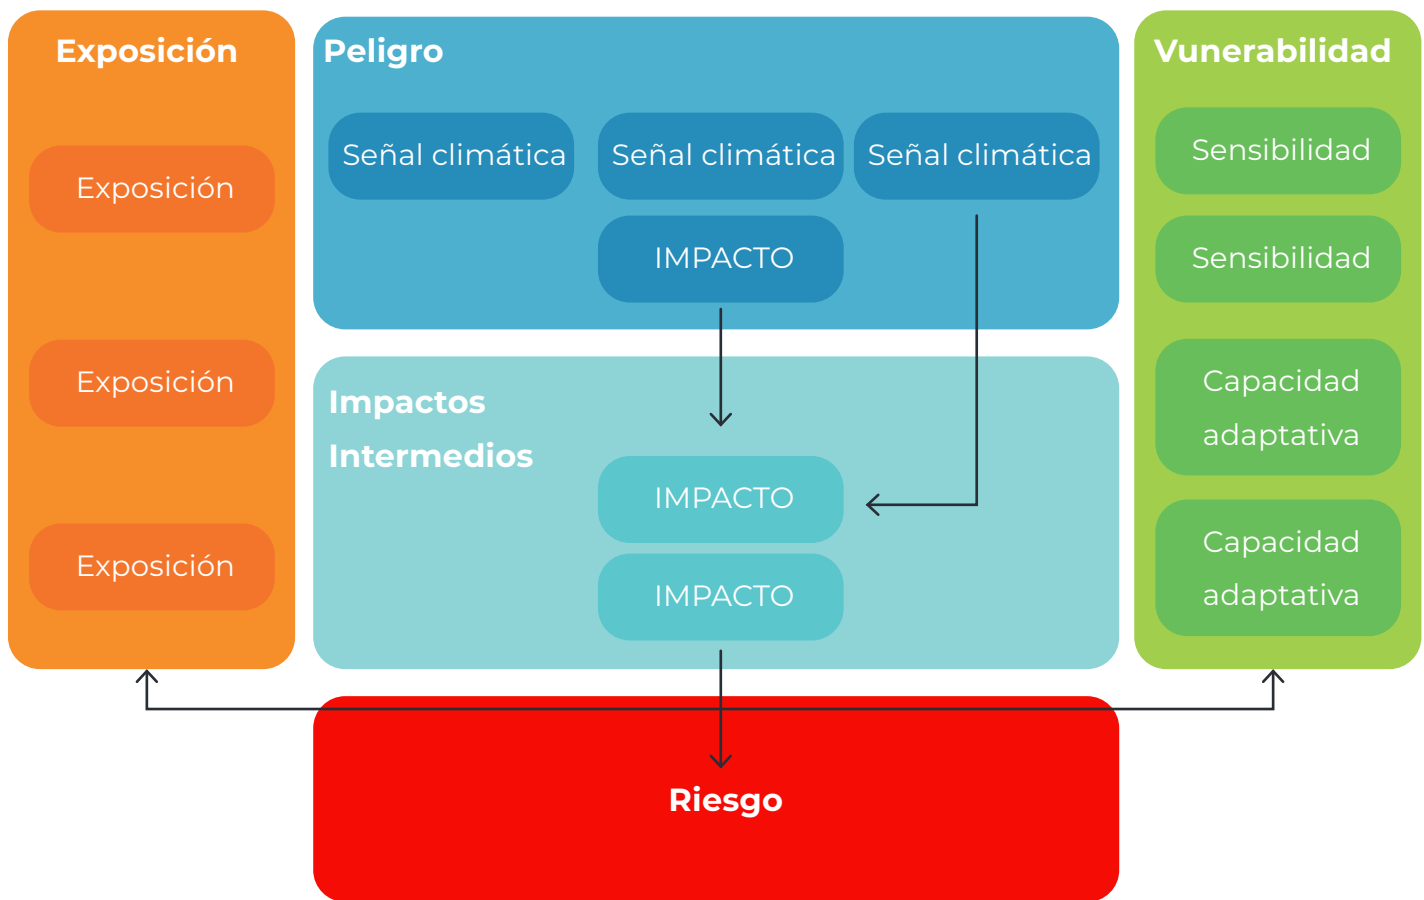 Exposición
Exposición
Exposición
Exposición
Peligro
Señal climática
Señal climática
Señal climática
IMPACTO
Impactos
Intermedios
IMPACTO
IMPACTO
Vunerabilidad
Sensibilidad
Sensibilidad
Capacidad
adaptativa
Capacidad
adaptativa
Riesgo